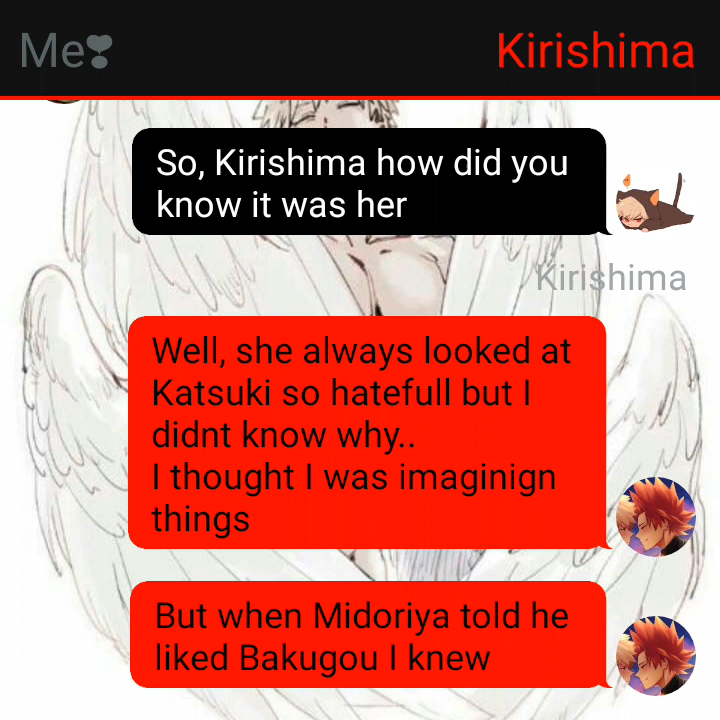 Me❣ Kirishima
So, Kirishima how did you
know it was her
Kirishima
Well, she always looked at
Katsuki so hatefull but I
didnt know why..
I thought I was imaginign
things
But when Midoriya told he
liked Bakugou I knew